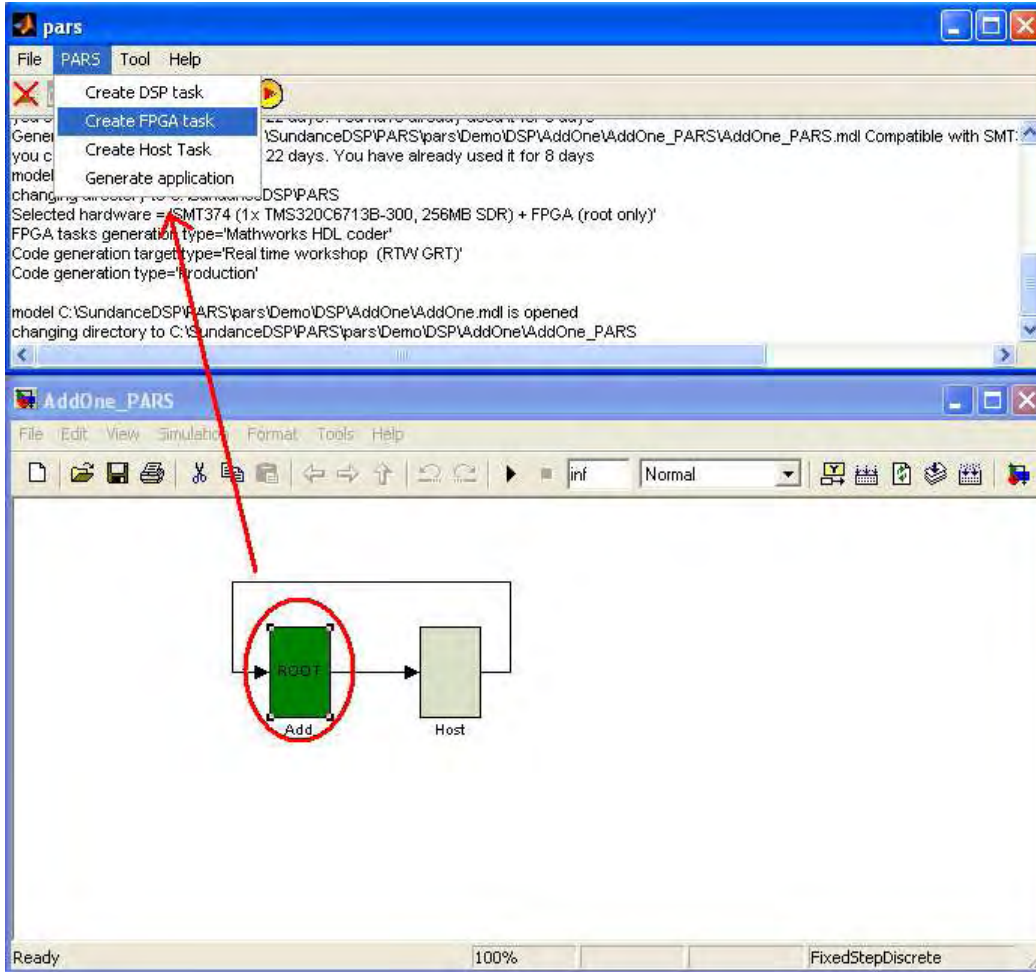 pars
File PARS Tool Help
Create DSP task
Create FPGA task
Create Host Task
Generate application
22 days. You have already used it for 8 days
Gener \SundanceDSP\PARS\pars\Demo\DSP\AddOne\AddOne_PARS\AddOne_PARS.mdl Compatible with SMT
you c 22 days. You have already used it for 8 days
model
changing directory to C:\SundanceDSP\PARS
Selected hardware ='SMT374 (1x TMS320C6713B-300, 256MB SDR) + FPGA (root only)'
FPGA tasks generation type='Mathworks HDL coder'
Code generation target type='Real time workshop (RTW GRT)'
Code generation type='Production'
model C:\SundanceDSP\PARS\pars\Demo\DSP\AddOne\AddOne.mdl is opened
changing directory to C:\SundanceDSP\PARS\pars\Demo\DSP\AddOne\AddOne_PARS
AddOne_PARS
File Edit View Simulation Format Tools Help
inf Normal
ROOT
Add Host
Ready 100% FixedStepDiscrete